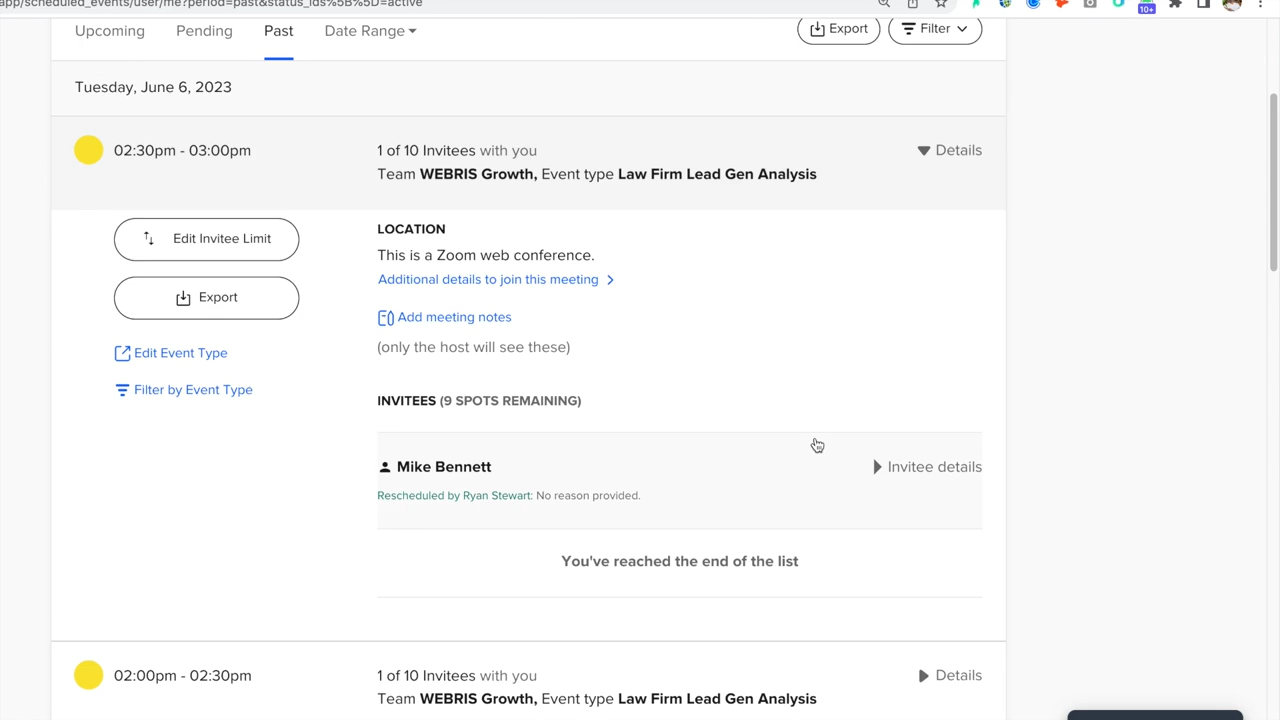 app/scheduled_events/user/me?period=past&status_ids%5B%5D=active
10+
Upcoming Pending Past Date Range Export Filter
Tuesday, June 6, 2023
02:30pm - 03:00pm 1 of 10 Invitees with you Details
Team WEBRIS Growth, Event type Law Firm Lead Gen Analysis
Edit Invitee Limit
Export
Edit Event Type
Filter by Event Type
LOCATION
This is a Zoom web conference.
Additional details to join this meeting
Add meeting notes
(only the host will see these)
INVITEES (9 SPOTS REMAINING)
Mike Bennett Invitee details
Rescheduled by Ryan Stewart: No reason provided.
You've reached the end of the list
02:00pm - 02:30pm 1 of 10 Invitees with you Details
Team WEBRIS Growth, Event type Law Firm Lead Gen Analysis